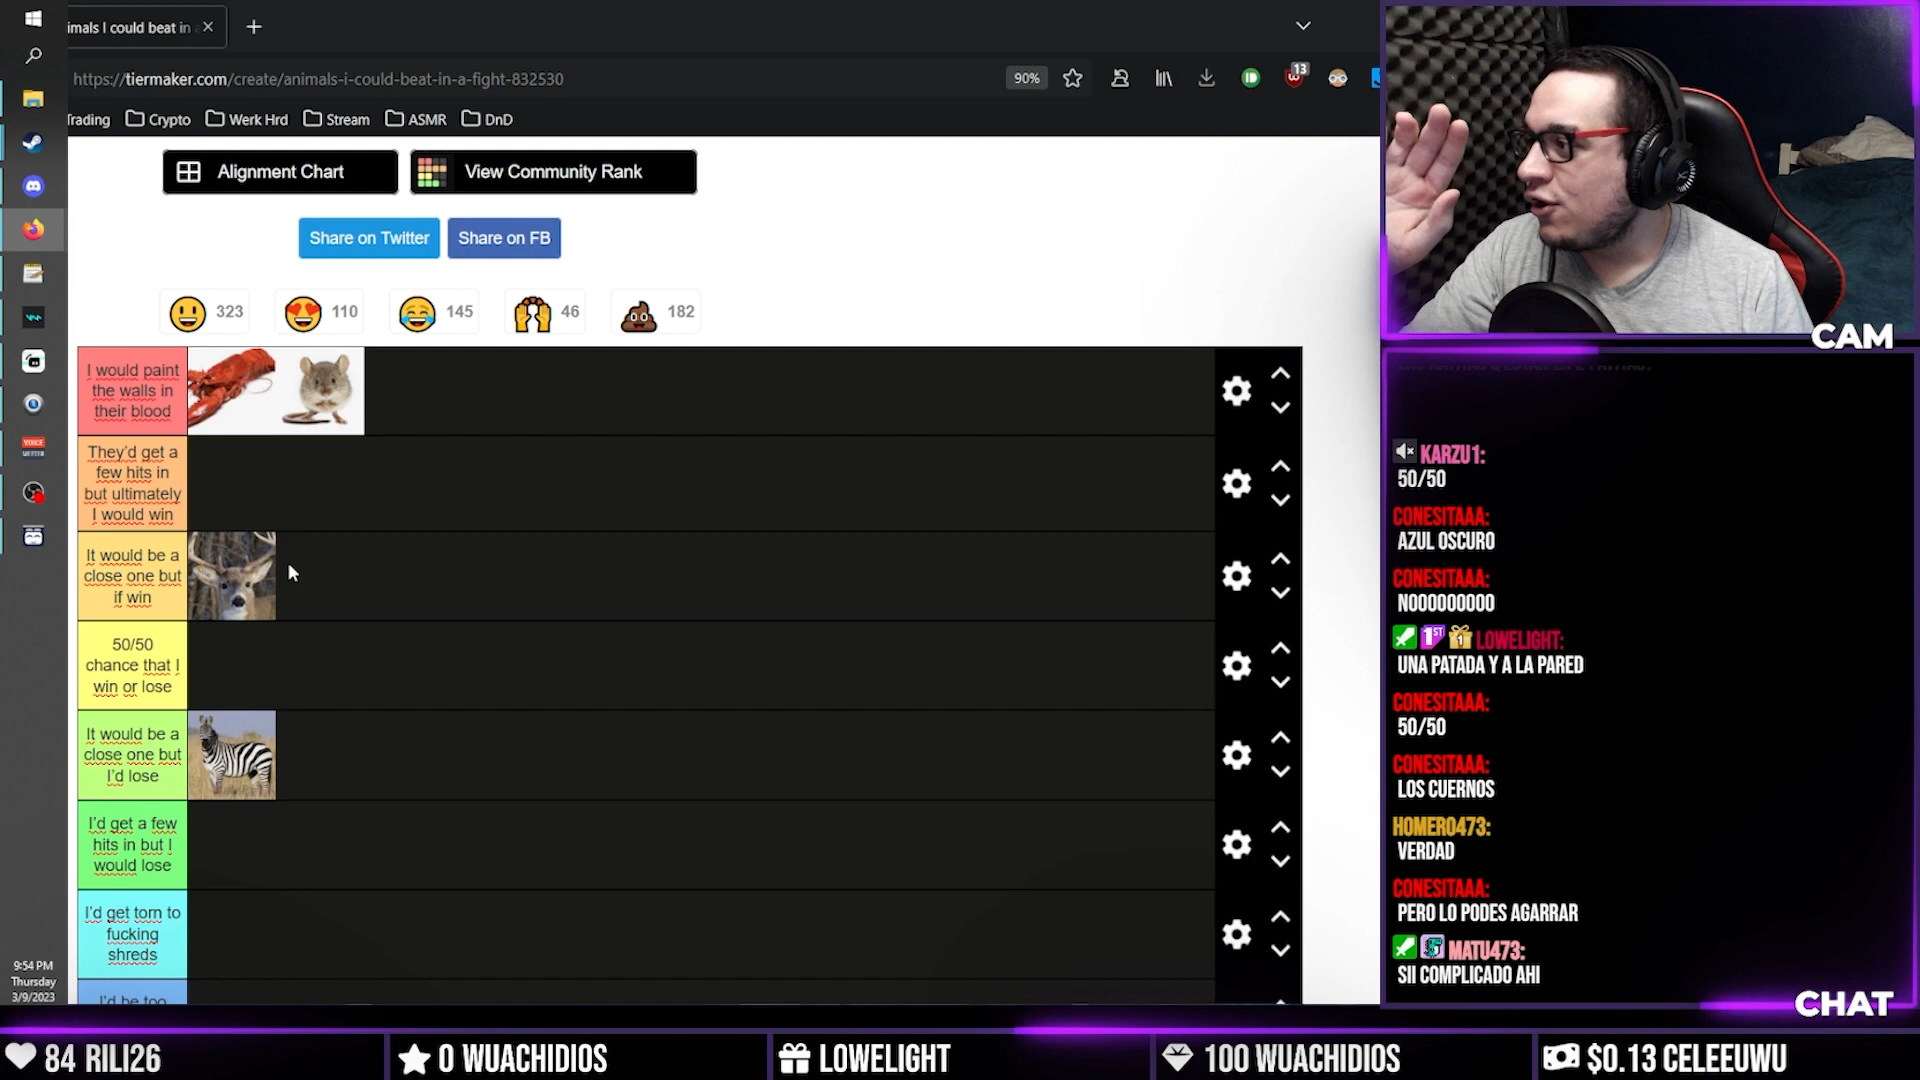 imals I could beat in
https://tiermaker.com/create/animals-i-could-beat-in-a-fight-832530
90%
13
Trading
Crypto
Werk Hrd
Stream
ASMR
DnD
Alignment Chart
View Community Rank
Share on Twitter
Share on FB
323
110
145
46
182
I would paint
the walls in
their blood
They'd get a
few hits in
but ultimately
I would win
It would be a
close one but
if win
50/50
chance that I
win or lose
It would be a
close one but
I'd lose
I'd get a few
hits in but I
would lose
I'd get torn to
fucking
shreds
I'd be too
9:54 PM
Thursday
3/9/2023
CAM
KARZU1:
50/50
CONESITAAA:
AZUL OSCURO
CONESITAAA:
NOOOOOOOOO
1ST
1
LOWELIGHT:
UNA PATADA Y A LA PARED
CONESITAAA:
50/50
CONESITAAA:
LOS CUERNOS
HOMERO473:
VERDAD
CONESITAAA:
PERO LO PODES AGARRAR
MATU473:
SII COMPLICADO AHI
CHAT
84 RILI26
0 WUACHIDIOS
LOWELIGHT
100 WUACHIDIOS
$0.13 CELEEUWU